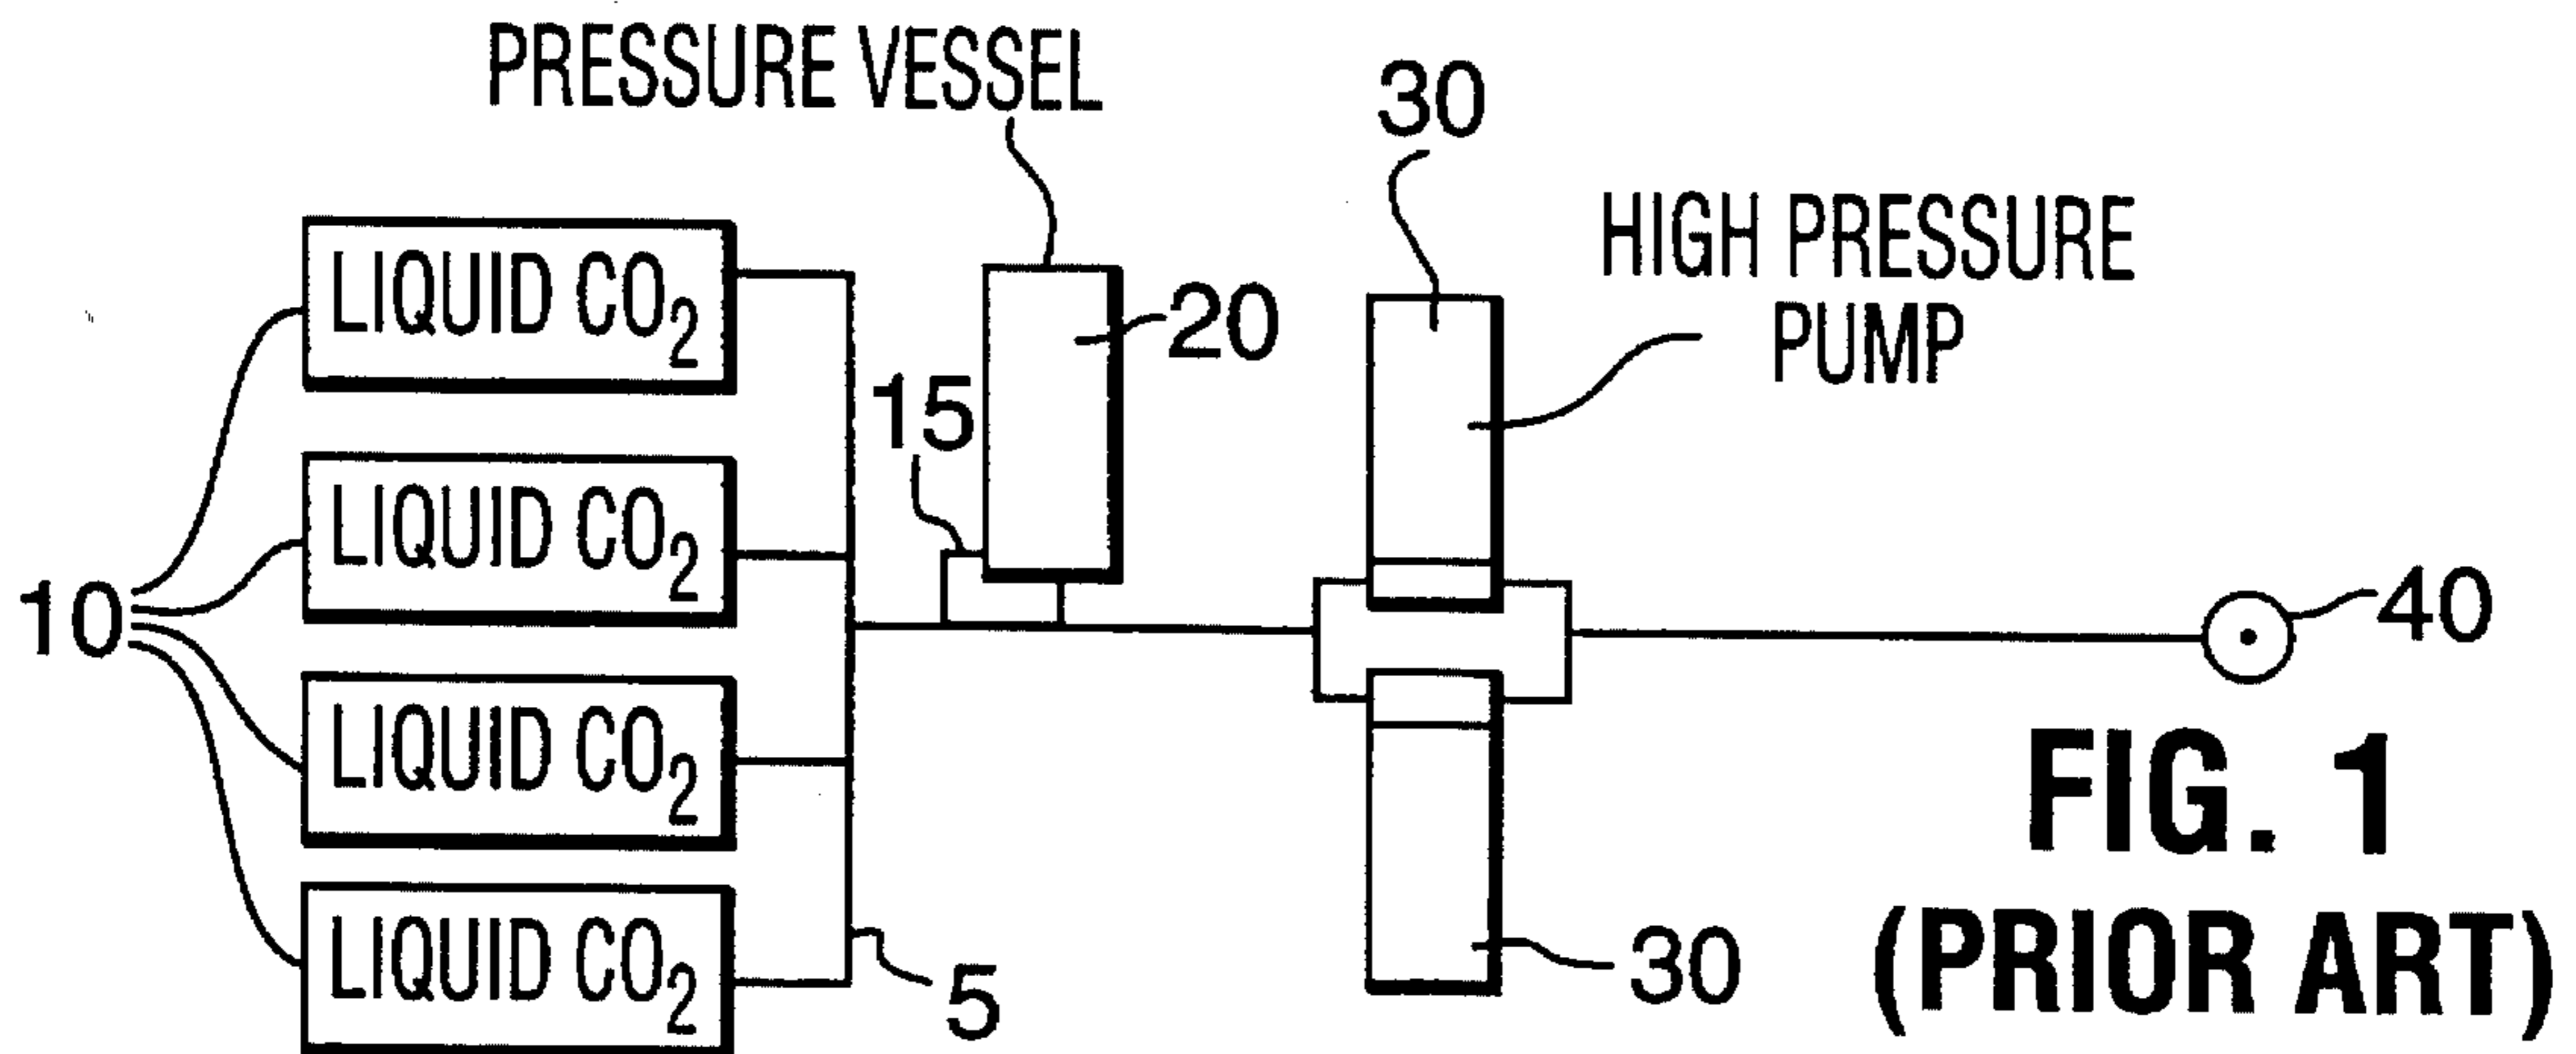 PRESSURE VESSEL
30
HIGH PRESSURE
PUMP
LIQUID CO2
20
15
LIQUID CO2
10
40
LIQUID CO2
LIQUID CO2
5
30
FIG. 1
(PRIOR ART)